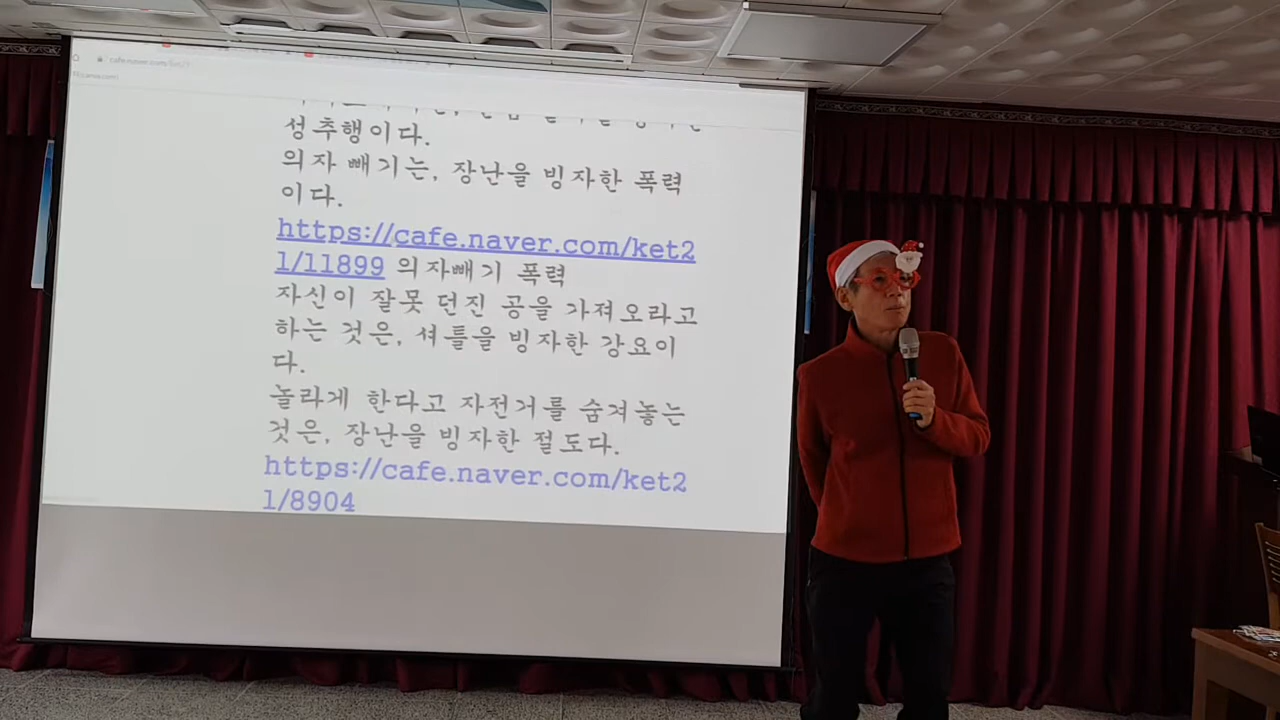 cafe.naver.com/ket21
성추행이다.
의자 빼기는, 장난을 빙자한 폭력
이다.
https://cafe.naver.com/ket2
1/11899 의자빼기 폭력
자신이 잘못 던진 공을 가져오라고
하는 것은, 셔틀을 빙자한 강요이
다.
놀라게 한다고 자전거를 숨겨놓는
것은, 장난을 빙자한 절도다.
https://cafe.naver.com/ket2
1/8904